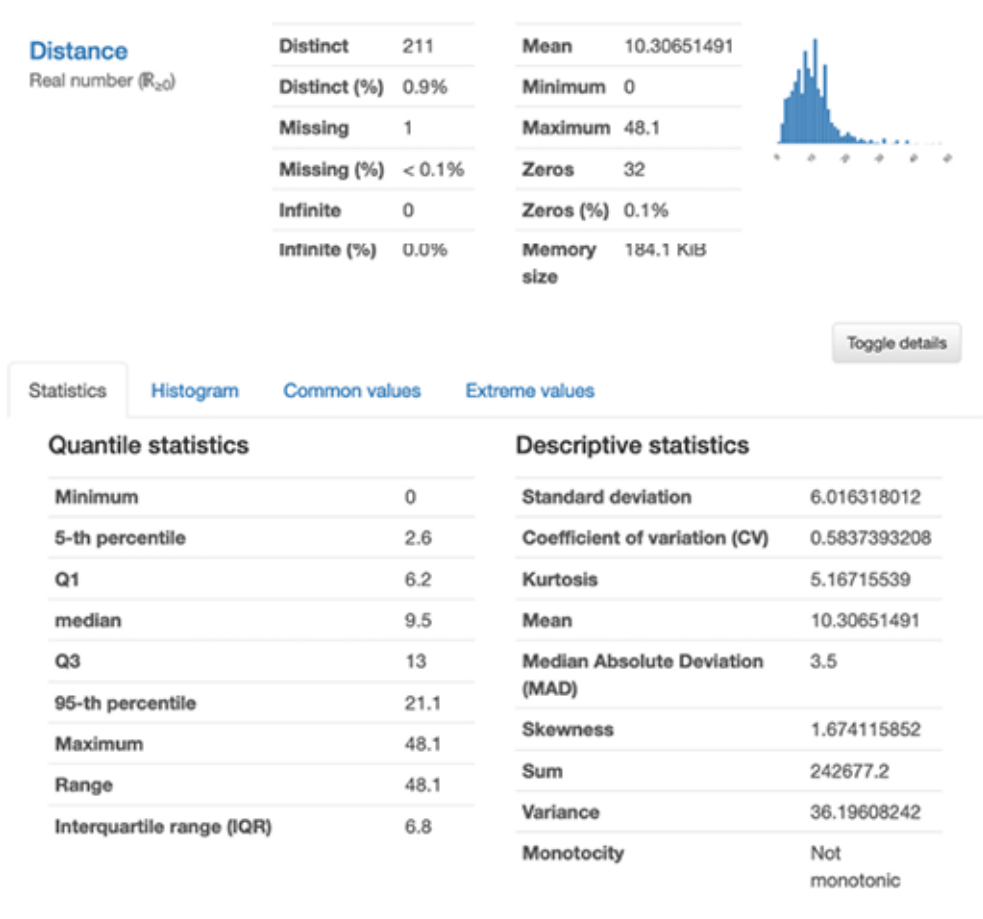 Distance
Real number (ℝ≥0)
Distinct 211
Distinct (%) 0.9%
Missing 1
Missing (%) < 0.1%
Infinite 0
Infinite (%) 0.0%
Mean 10.30651491
Minimum 0
Maximum 48.1
Zeros 32
Zeros (%) 0.1%
Memory 184.1 KiB
size
Toggle details
Statistics Histogram Common values Extreme values
Quantile statistics
Minimum 0
5-th percentile 2.6
Q1 6.2
median 9.5
Q3 13
95-th percentile 21.1
Maximum 48.1
Range 48.1
Interquartile range (IQR) 6.8
Descriptive statistics
Standard deviation 6.016318012
Coefficient of variation (CV) 0.5837393208
Kurtosis 5.16715539
Mean 10.30651491
Median Absolute Deviation 3.5
(MAD)
Skewness 1.674115852
Sum 242677.2
Variance 36.19608242
Monotocity Not
monotonic